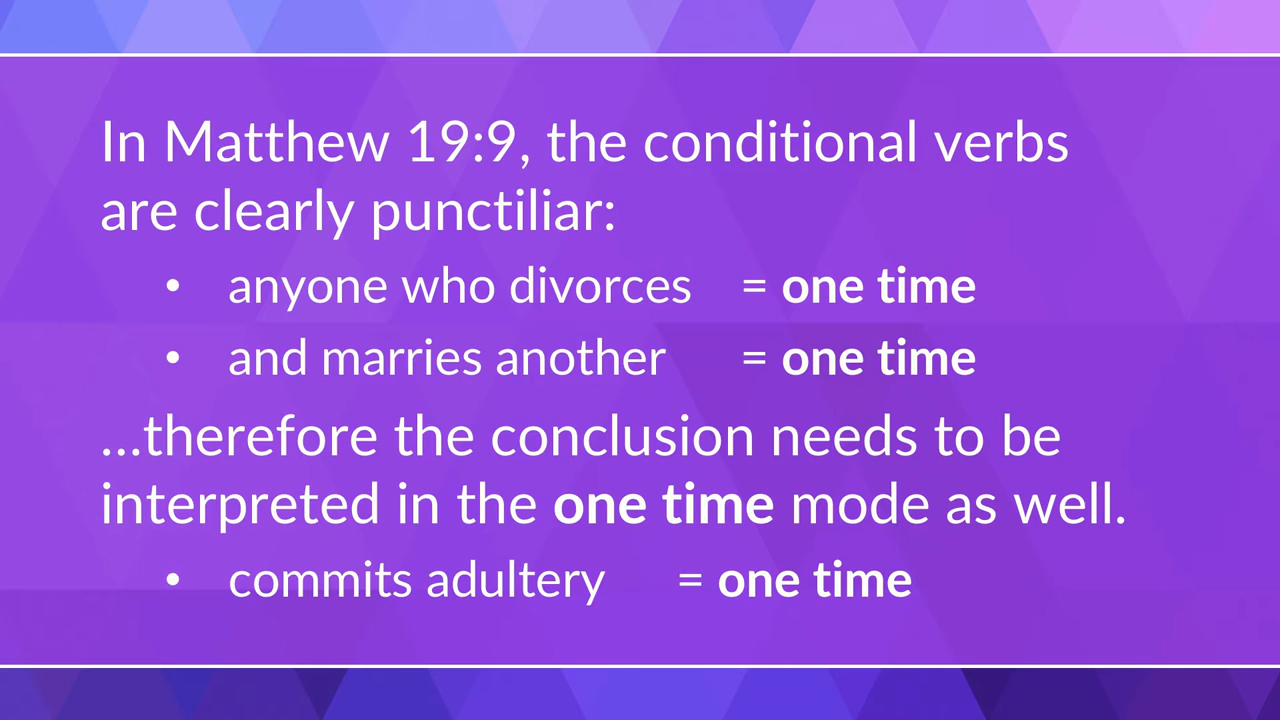 In Matthew 19:9, the conditional verbs
are clearly punctiliar:
• anyone who divorces = one time
• and marries another = one time
...therefore the conclusion needs to be
interpreted in the one time mode as well.
• commits adultery = one time